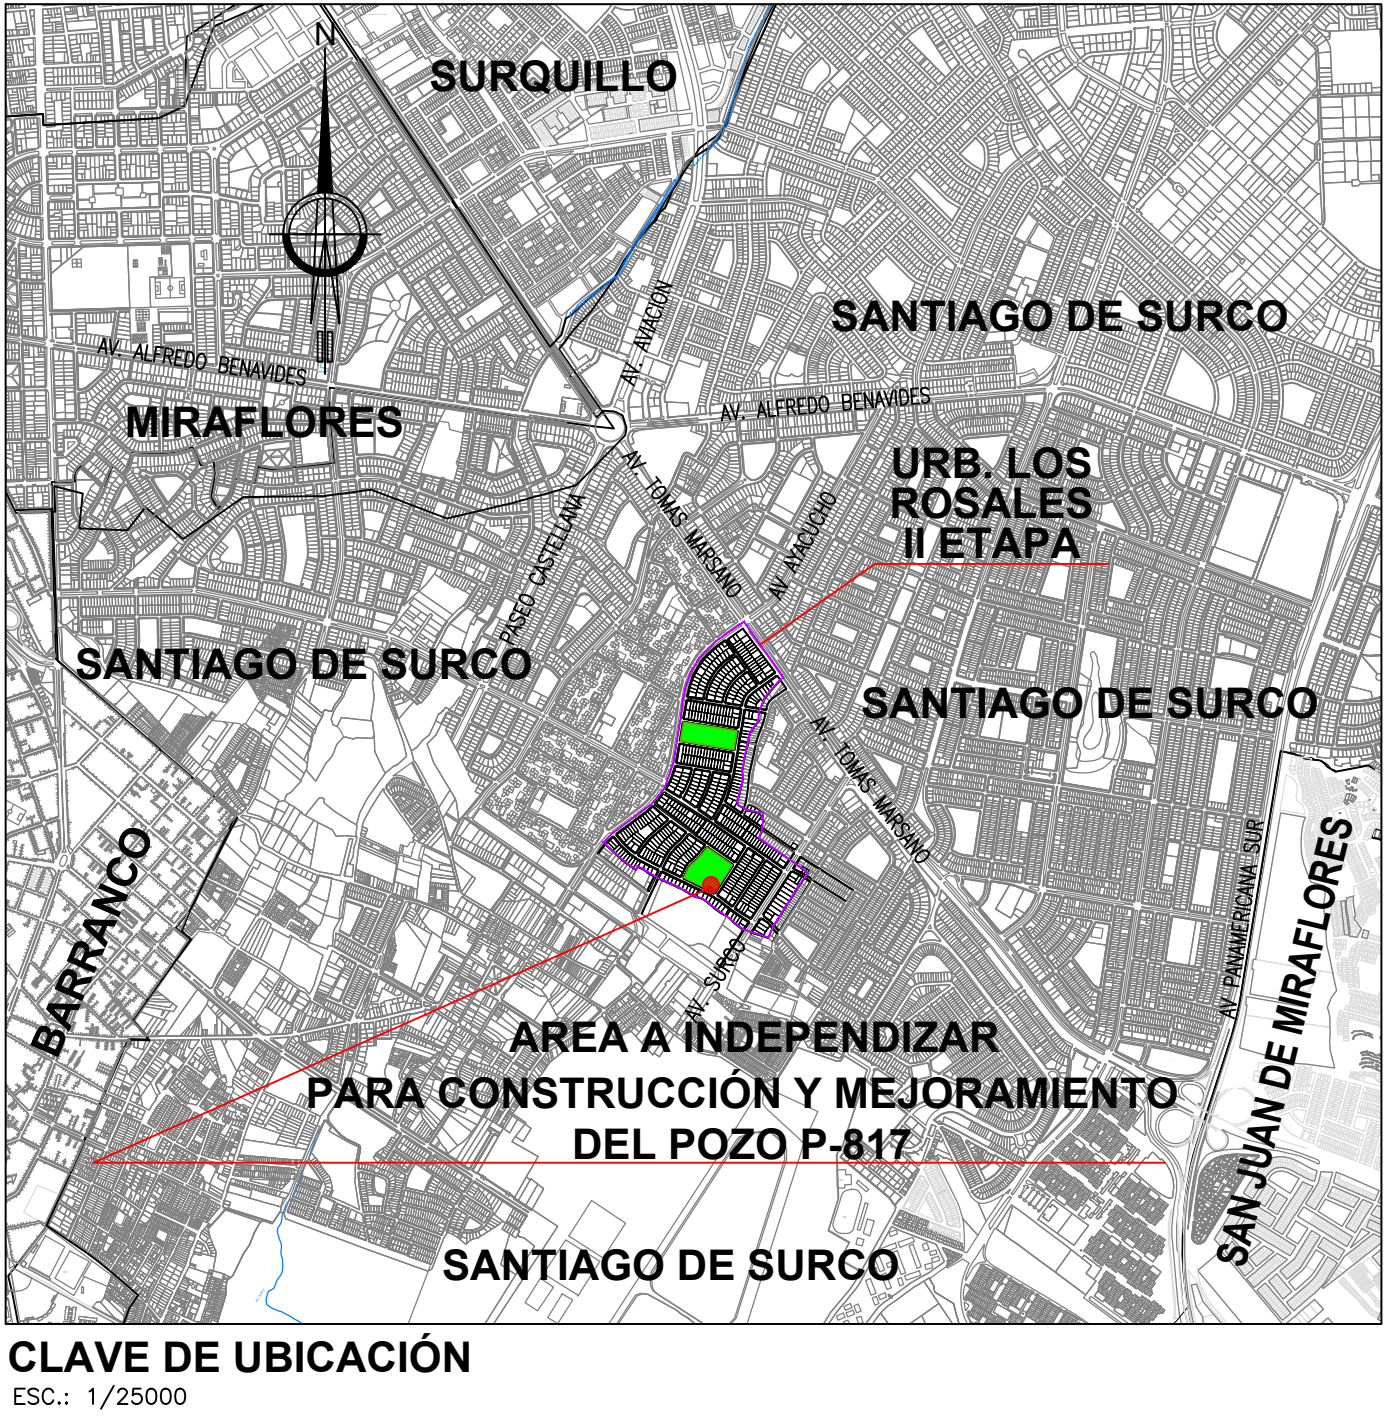 N
SURQUILLO
SANTIAGO DE SURCO
AV. AVIACION
AV. ALFREDO BENAVIDES
MIRAFLORES
AV. ALFREDO BENAVIDES
URB. LOS
ROSALES
II ETAPA
AV. TOMAS MARSANO
AV AYACUCHO
PASEO CASTELLANA
SANTIAGO DE SURCO
SANTIAGO DE SURCO
AV. TOMAS MARSANO
BARRANCO
AV PANAMERICANA SUR
SAN JUAN DE MIRAFLORES
AV. SURCO
AREA A INDEPENDIZAR
PARA CONSTRUCCIÓN Y MEJORAMIENTO
DEL POZO P-817
SANTIAGO DE SURCO
CLAVE DE UBICACIÓN
ESC.: 1/25000